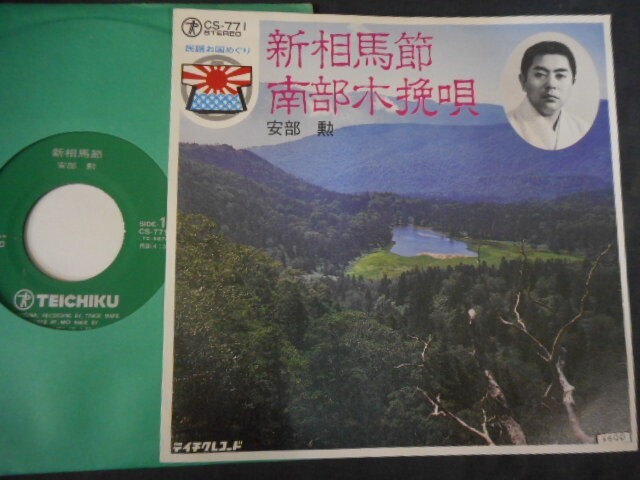 CS-771
STEREO
民謡お国めぐり
新相馬節
南部木挽唄
安部 勲
テイチクレコード
¥600
新相馬節
安部 勲
SIDE 1
CS-771
TEICHIKU